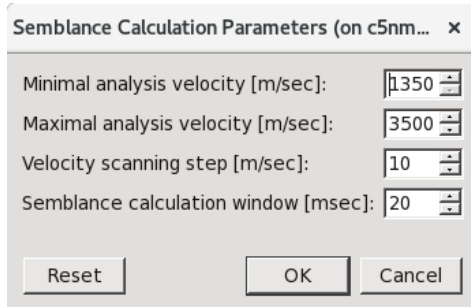 Semblance Calculation Parameters (on c5nm... ×
Minimal analysis velocity [m/sec]: 1350
Maximal analysis velocity [m/sec]: 3500
Velocity scanning step [m/sec]: 10
Semblance calculation window [msec]: 20
Reset OK Cancel